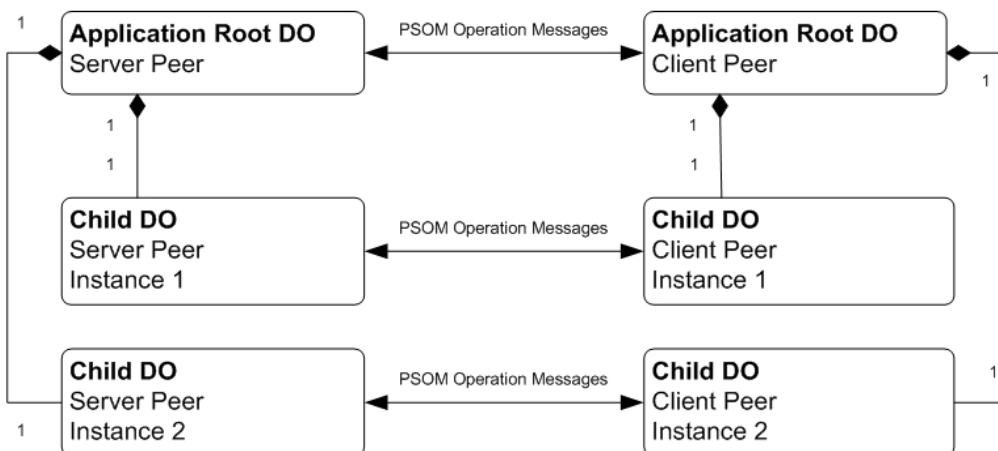 1
Application Root DO
Server Peer
PSOM Operation Messages
Application Root DO
Client Peer
1
1
1
1
1
Child DO
Server Peer
Instance 1
PSOM Operation Messages
Child DO
Client Peer
Instance 1
Child DO
Server Peer
Instance 2
1
PSOM Operation Messages
Child DO
Client Peer
Instance 2
1